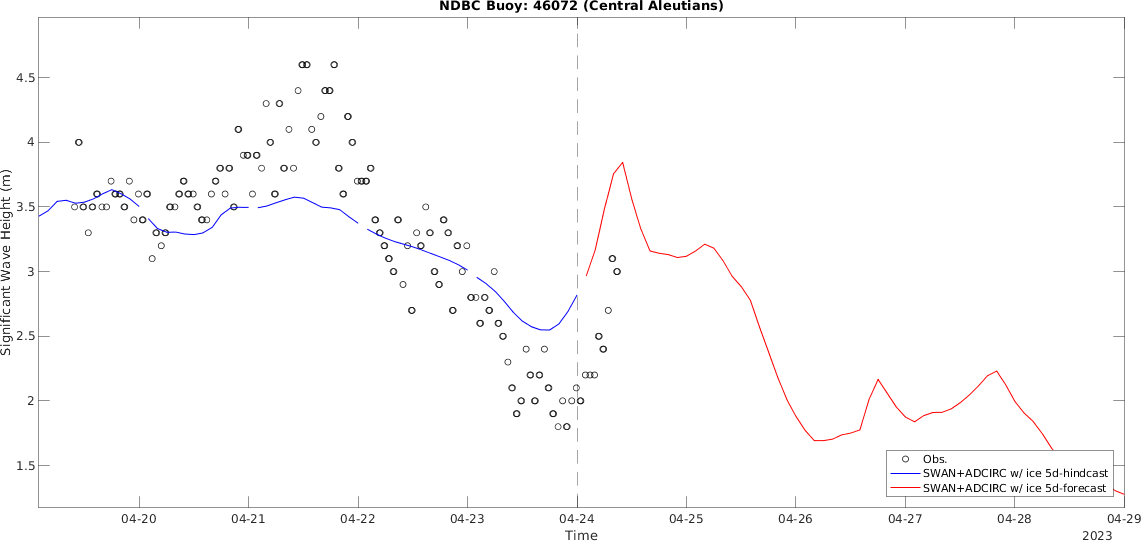 NDBC Buoy: 46072 (Central Aleutians)
Significant Wave Height (m)
4.5
4
3.5
3
2.5
2
1.5
Obs.
SWAN+ADCIRC w/ ice 5d-hindcast
SWAN+ADCIRC w/ ice 5d-forecast
04-20 04-21 04-22 04-23 04-24 04-25 04-26 04-27 04-28 04-29
Time
2023